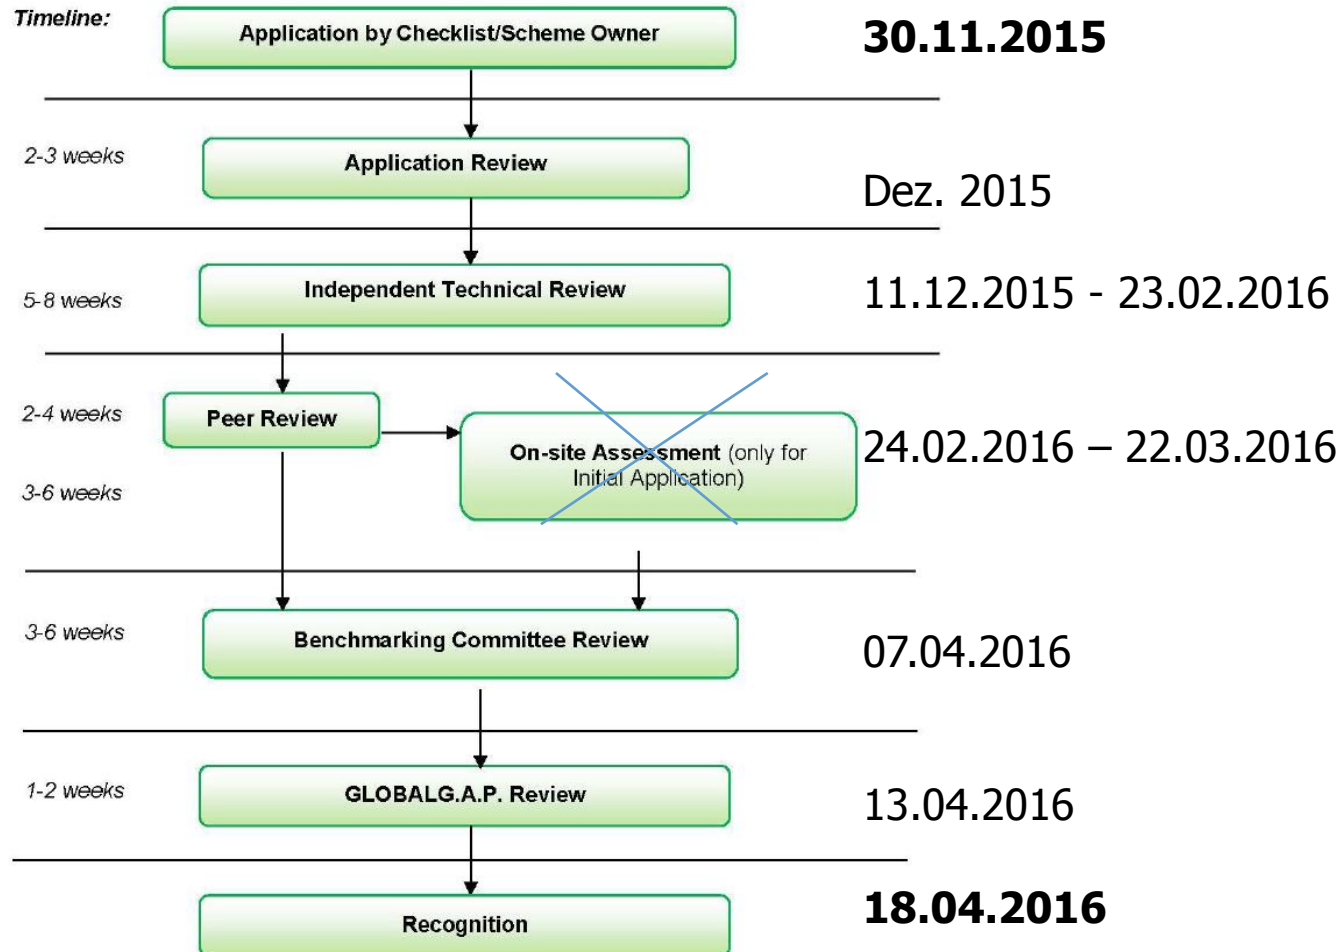 Timeline:
Application by Checklist/Scheme Owner
30.11.2015
2-3 weeks
Application Review
Dez. 2015
5-8 weeks
Independent Technical Review
11.12.2015 - 23.02.2016
2-4 weeks
Peer Review
On-site Assessment (only for
Initial Application)
24.02.2016 – 22.03.2016
3-6 weeks
3-6 weeks
Benchmarking Committee Review
07.04.2016
1-2 weeks
GLOBALG.A.P. Review
13.04.2016
Recognition
18.04.2016